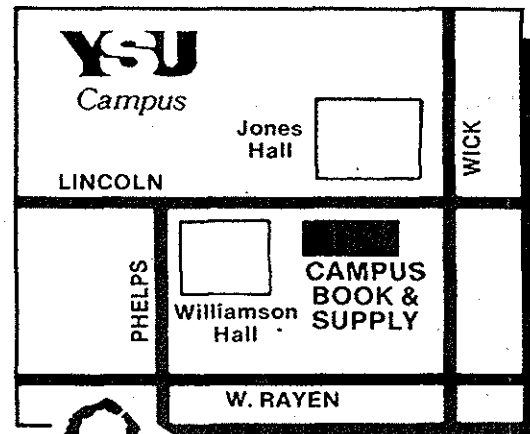 YSU
Campus
Jones
Hall
WICK
LINCOLN
PHELPS
Williamson
Hall
CAMPUS
BOOK &
SUPPLY
W. RAYEN